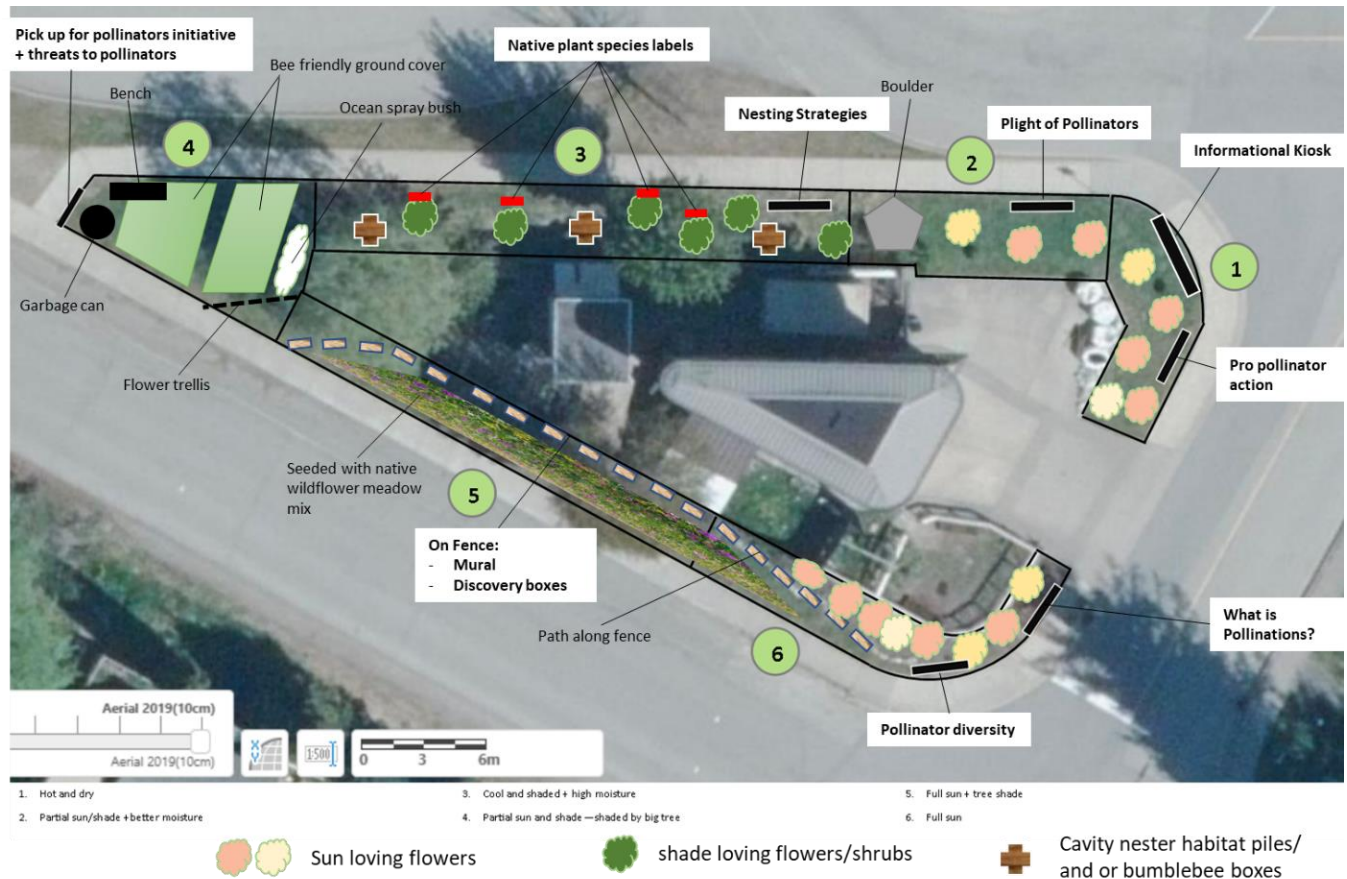 Pick up for pollinators initiative
+ threats to pollinators
Bench
Bee friendly ground cover
Ocean spray bush
Native plant species labels
Nesting Strategies
Boulder
Plight of Pollinators
Informational Kiosk
4
3
2
1
Garbage can
Flower trellis
Pro pollinator
action
Seeded with native
wildflower meadow
mix
5
On Fence:
- Mural
- Discovery boxes
Path along fence
6
What is
Pollinations?
Pollinator diversity
Aerial 2019(10cm)
Aerial 2019(10cm)
X
Y
1:500
0 3 6m
1. Hot and dry
2. Partial sun/shade +better moisture
3. Cool and shaded + high moisture
4. Partial sun and shade —shaded by big tree
5. Full sun + tree shade
6. Full sun
Sun loving flowers
shade loving flowers/shrubs
Cavity nester habitat piles/
and or bumblebee boxes